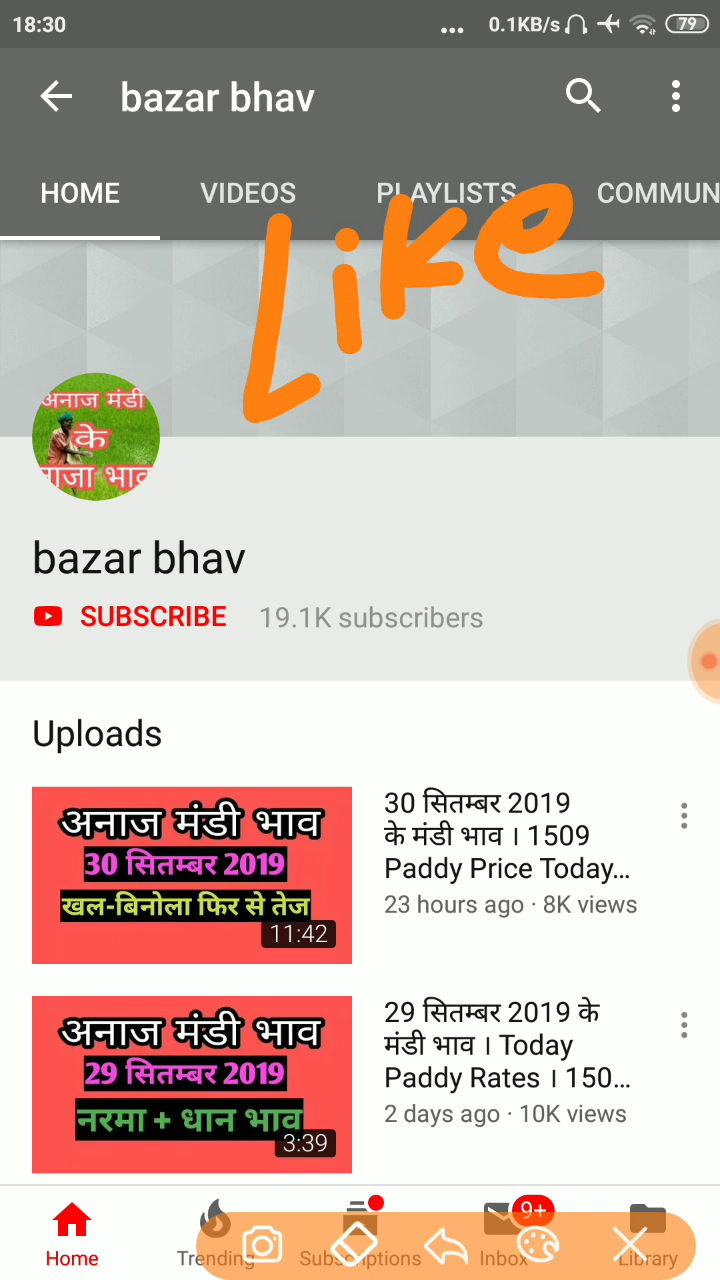 18:30 ... 0.1KB/s 79
bazar bhav
HOME VIDEOS PLAYLISTS COMMUN
Like
अनाज मंडी
के
ताजा भाव
bazar bhav
SUBSCRIBE 19.1K subscribers
Uploads
अनाज मंडी भाव
30 सितम्बर 2019
खल-बिनोला फिर से तेज
11:42
30 सितम्बर 2019
के मंडी भाव । 1509
Paddy Price Today...
23 hours ago · 8K views
अनाज मंडी भाव
29 सितम्बर 2019
नरमा + धान भाव
3:39
29 सितम्बर 2019 के
मंडी भाव । Today
Paddy Rates । 150...
2 days ago · 10K views
9+
Home Trending Subscriptions Inbox Library